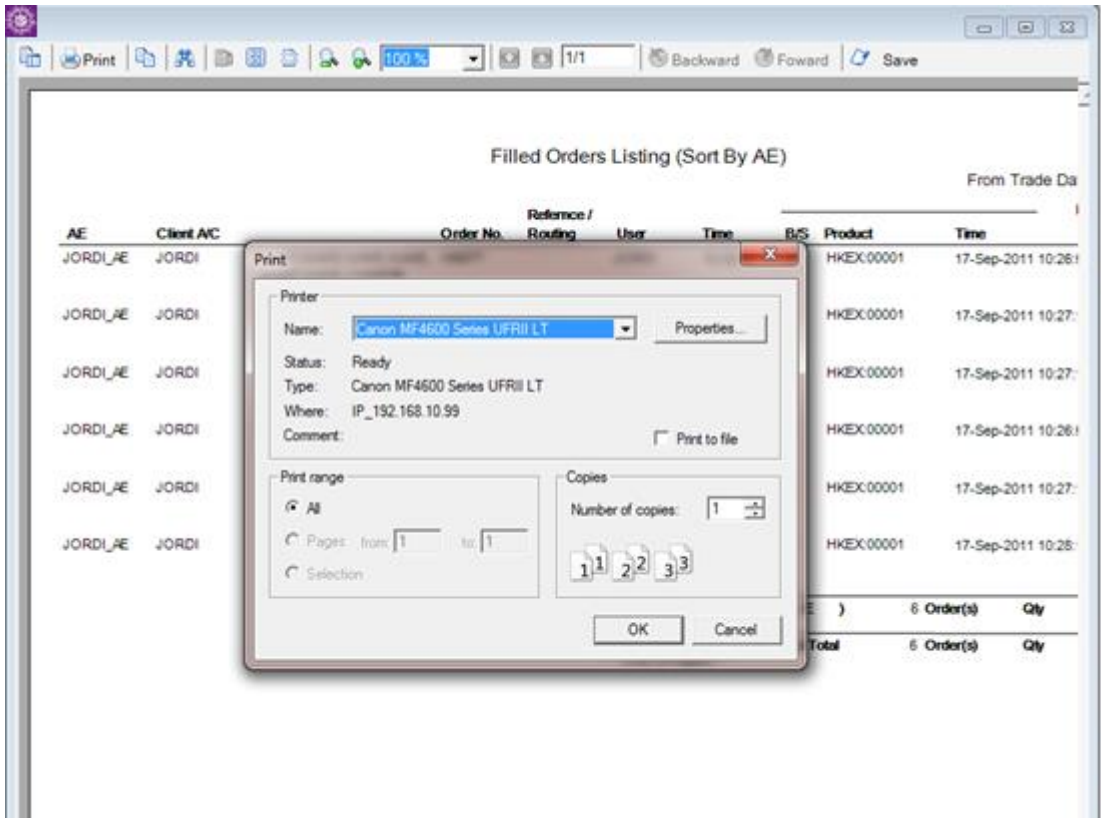 Print 100 % 1/1 Backward Foward Save
Filled Orders Listing (Sort By AE)
From Trade Da
Refernce /
AE Client A/C Order No. Routing User Time B/S Product Time
JORDI_AE JORDI HKEX:00001 17-Sep-2011 10:26:
JORDI_AE JORDI HKEX:00001 17-Sep-2011 10:27:
JORDI_AE JORDI HKEX:00001 17-Sep-2011 10:27:
JORDI_AE JORDI HKEX:00001 17-Sep-2011 10:26:
JORDI_AE JORDI HKEX:00001 17-Sep-2011 10:27:
JORDI_AE JORDI HKEX:00001 17-Sep-2011 10:28:
E ) 6 Order(s) Qty
Total 6 Order(s) Qty
Print
Printer
Name: Canon MF4600 Series UFRII LT Properties...
Status: Ready
Type: Canon MF4600 Series UFRII LT
Where: IP_192.168.10.99
Comment: Print to file
Print range
All
Pages from: 1 to: 1
Selection
Copies
Number of copies: 1
1 1 2 2 3 3
OK Cancel